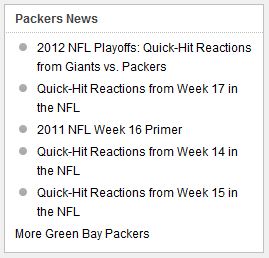 Packers News
2012 NFL Playoffs: Quick-Hit Reactions
from Giants vs. Packers
Quick-Hit Reactions from Week 17 in
the NFL
2011 NFL Week 16 Primer
Quick-Hit Reactions from Week 14 in
the NFL
Quick-Hit Reactions from Week 15 in
the NFL
More Green Bay Packers